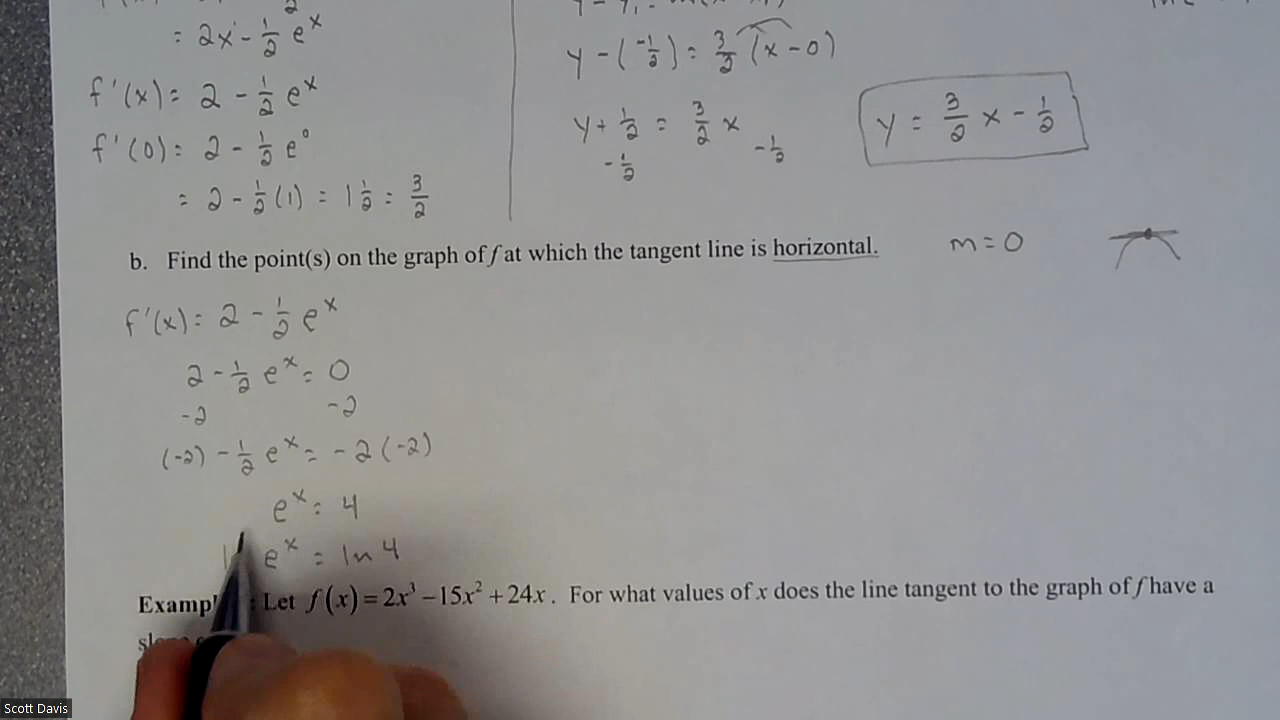 = 2x - 1/2 e^x
f'(x) = 2 - 1/2 e^x
f'(0) = 2 - 1/2 e^0
= 2 - 1/2 (1) = 1 1/2 = 3/2
y - (-1/2) = 3/2 (x - 0)
y + 1/2 = 3/2 x
- 1/2 - 1/2
y = 3/2 x - 1/2
b. Find the point(s) on the graph of f at which the tangent line is horizontal.
m = 0
f'(x) = 2 - 1/2 e^x
2 - 1/2 e^x = 0
-2 -2
(-2) - 1/2 e^x = -2 (-2)
e^x = 4
e^x = ln 4
: Let f(x) = 2x³ - 15x² + 24x. For what values of x does the line tangent to the graph of f have a
Scott Davis